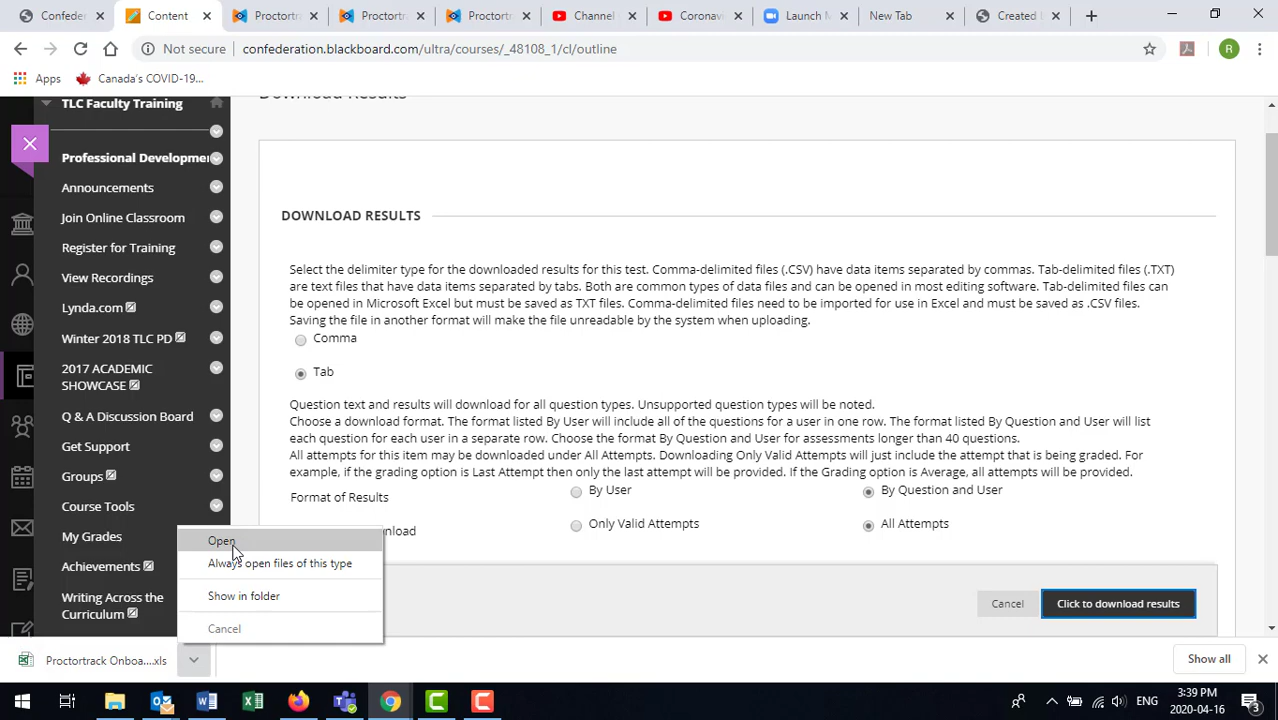 Confeder
Content
Proctortr
Proctortr
Proctortr
Channel
Coronav
Launch M
New Tab
Created
Not secure
confederation.blackboard.com/ultra/courses/_48108_1/cl/outline
R
Apps
Canada's COVID-19...
TLC Faculty Training
Professional Developme
Announcements
Join Online Classroom
Register for Training
View Recordings
Lynda.com
Winter 2018 TLC PD
2017 ACADEMIC
SHOWCASE
Q & A Discussion Board
Get Support
Groups
Course Tools
My Grades
Achievements
Writing Across the
Curriculum
Download Results
DOWNLOAD RESULTS
Select the delimiter type for the downloaded results for this test. Comma-delimited files (.CSV) have data items separated by commas. Tab-delimited files (.TXT)
are text files that have data items separated by tabs. Both are common types of data files and can be opened in most editing software. Tab-delimited files can
be opened in Microsoft Excel but must be saved as TXT files. Comma-delimited files need to be imported for use in Excel and must be saved as .CSV files.
Saving the file in another format will make the file unreadable by the system when uploading.
Comma
Tab
Question text and results will download for all question types. Unsupported question types will be noted.
Choose a download format. The format listed By User will include all of the questions for a user in one row. The format listed By Question and User will list
each question for each user in a separate row. Choose the format By Question and User for assessments longer than 40 questions.
All attempts for this item may be downloaded under All Attempts. Downloading Only Valid Attempts will just include the attempt that is being graded. For
example, if the grading option is Last Attempt then only the last attempt will be provided. If the Grading option is Average, all attempts will be provided.
Format of Results
By User
By Question and User
nload
Only Valid Attempts
All Attempts
Open
Always open files of this type
Show in folder
Cancel
Cancel
Click to download results
Proctortrack Onboa....xls
Show all
ENG
3:39 PM
2020-04-16
3